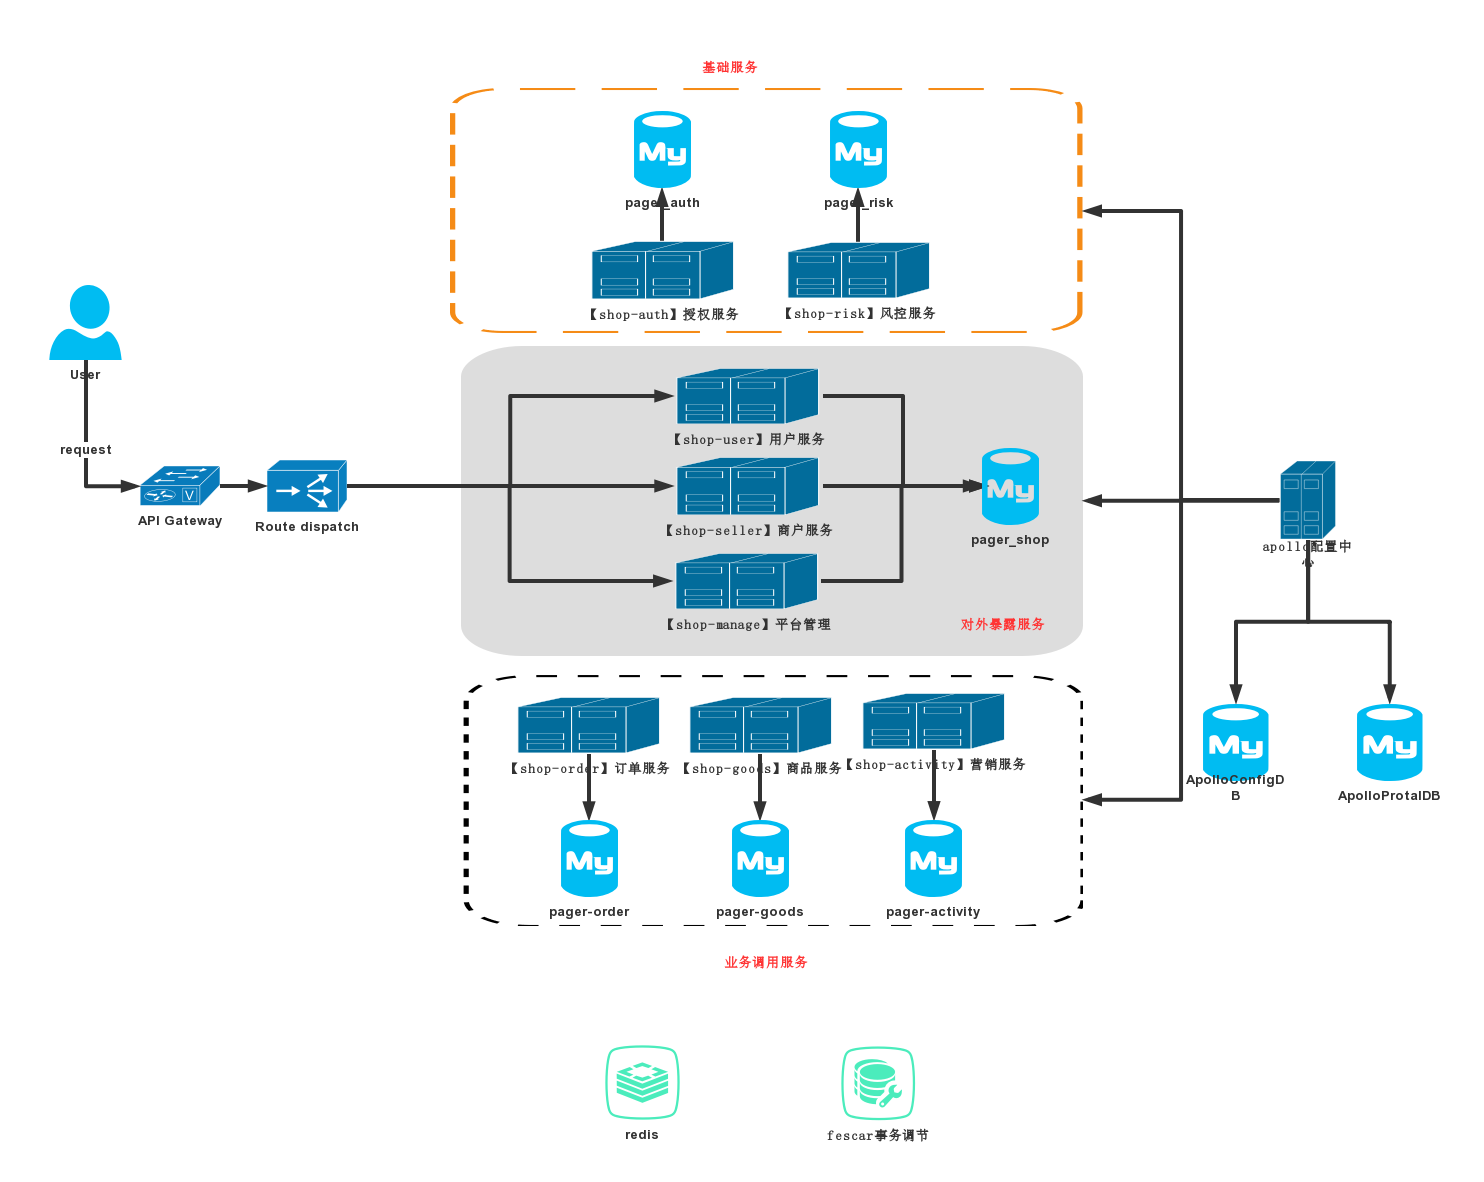 基础服务
My
My
pager_auth
pager_risk
【shop-auth】授权服务
【shop-risk】风控服务
User
request
API Gateway
V
Route dispatch
【shop-user】用户服务
【shop-seller】商户服务
【shop-manage】平台管理
My
pager_shop
对外暴露服务
apollo配置中
心
【shop-order】订单服务
【shop-goods】商品服务
【shop-activity】营销服务
My
My
My
pager-order
pager-goods
pager-activity
My
My
ApolloConfigD
B
ApolloProtalDB
业务调用服务
redis
fescar事务调节